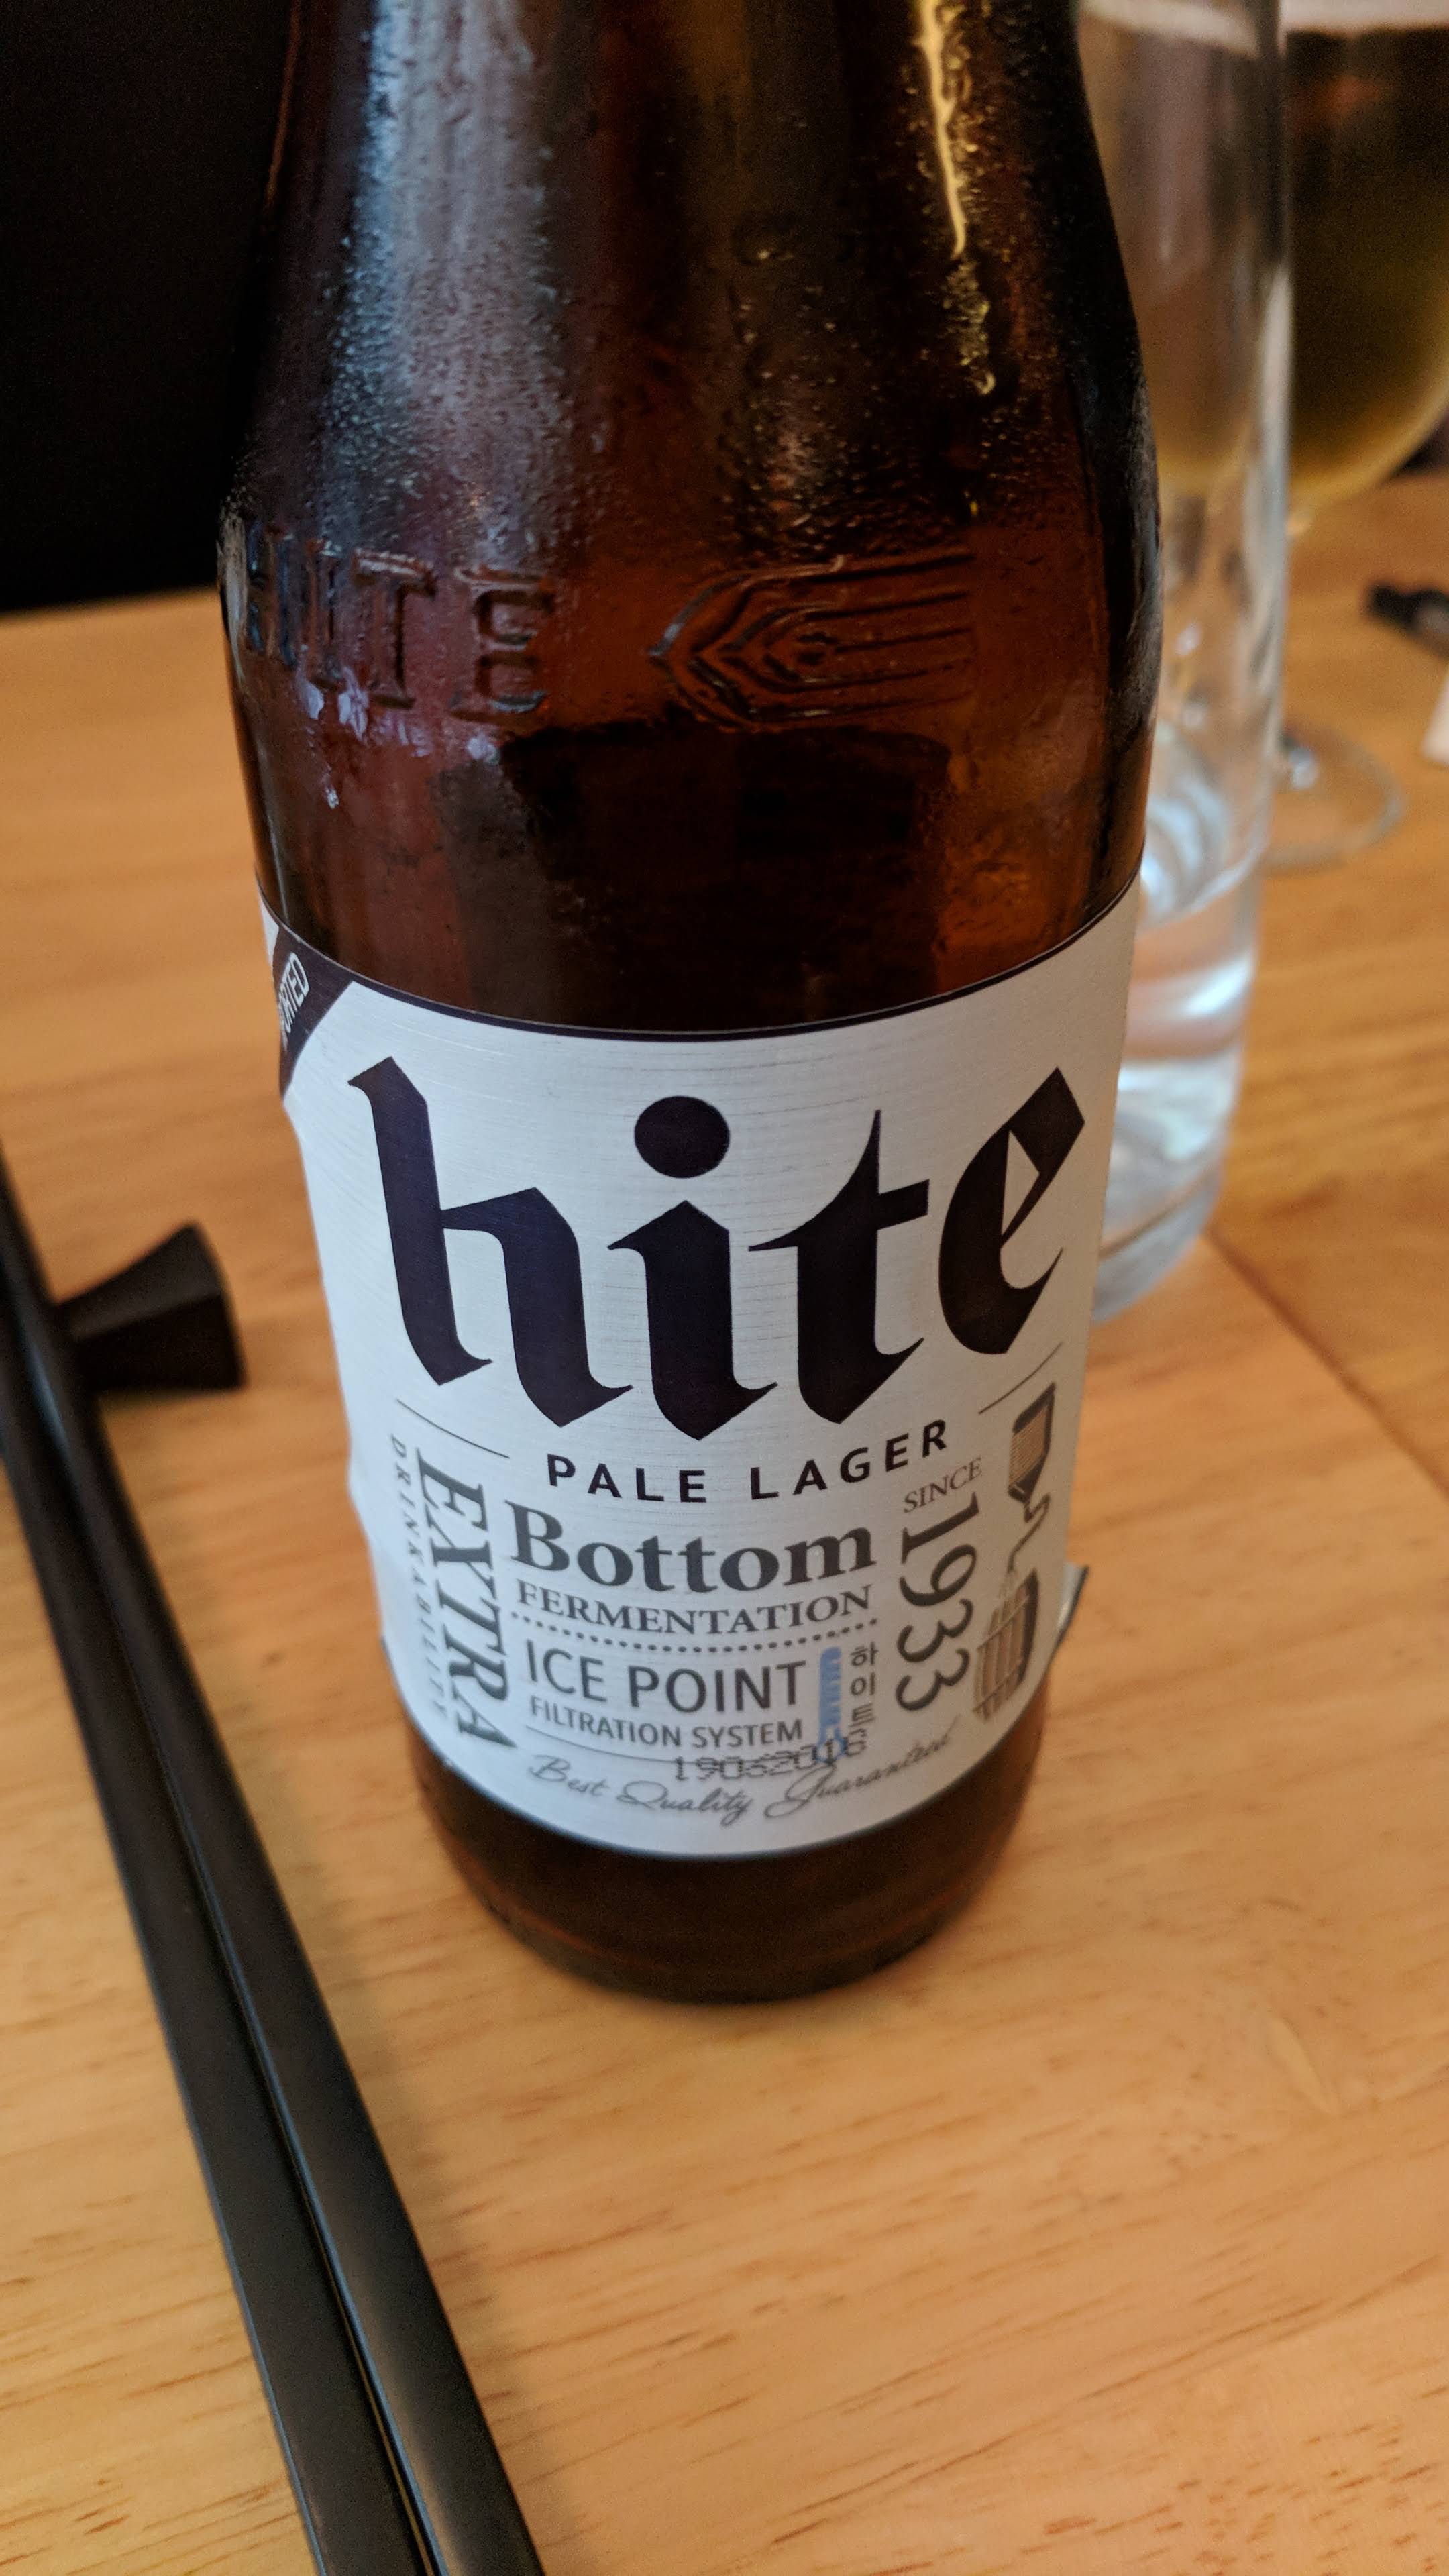 HITE
hite
PALE LAGER
EXTRA
DRINKABILITY
Bottom
FERMENTATION
ICE POINT
FILTRATION SYSTEM
하이트
SINCE
1933
Best Quality Guaranteed